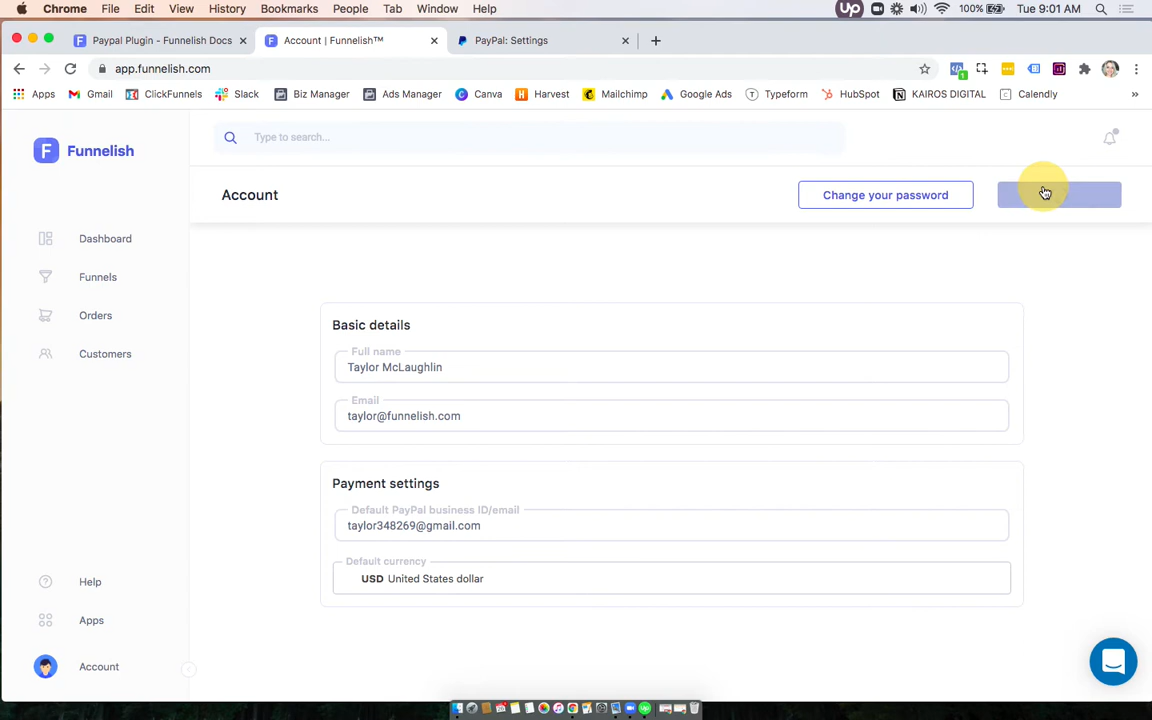 Chrome File Edit View History Bookmarks People Tab Window Help Up 100% Tue 9:01 AM
Paypal Plugin - Funnelish Docs Account | Funnelish™ PayPal: Settings
app.funnelish.com 1
Apps Gmail ClickFunnels Slack Biz Manager Ads Manager Canva Harvest Mailchimp Google Ads Typeform HubSpot KAIROS DIGITAL Calendly »
F Funnelish
Type to search...
Account
Change your password
Dashboard
Funnels
Orders
Customers
Basic details
Full name
Taylor McLaughlin
Email
taylor@funnelish.com
Payment settings
Default PayPal business ID/email
taylor348269@gmail.com
Default currency
USD United States dollar
Help
Apps
Account